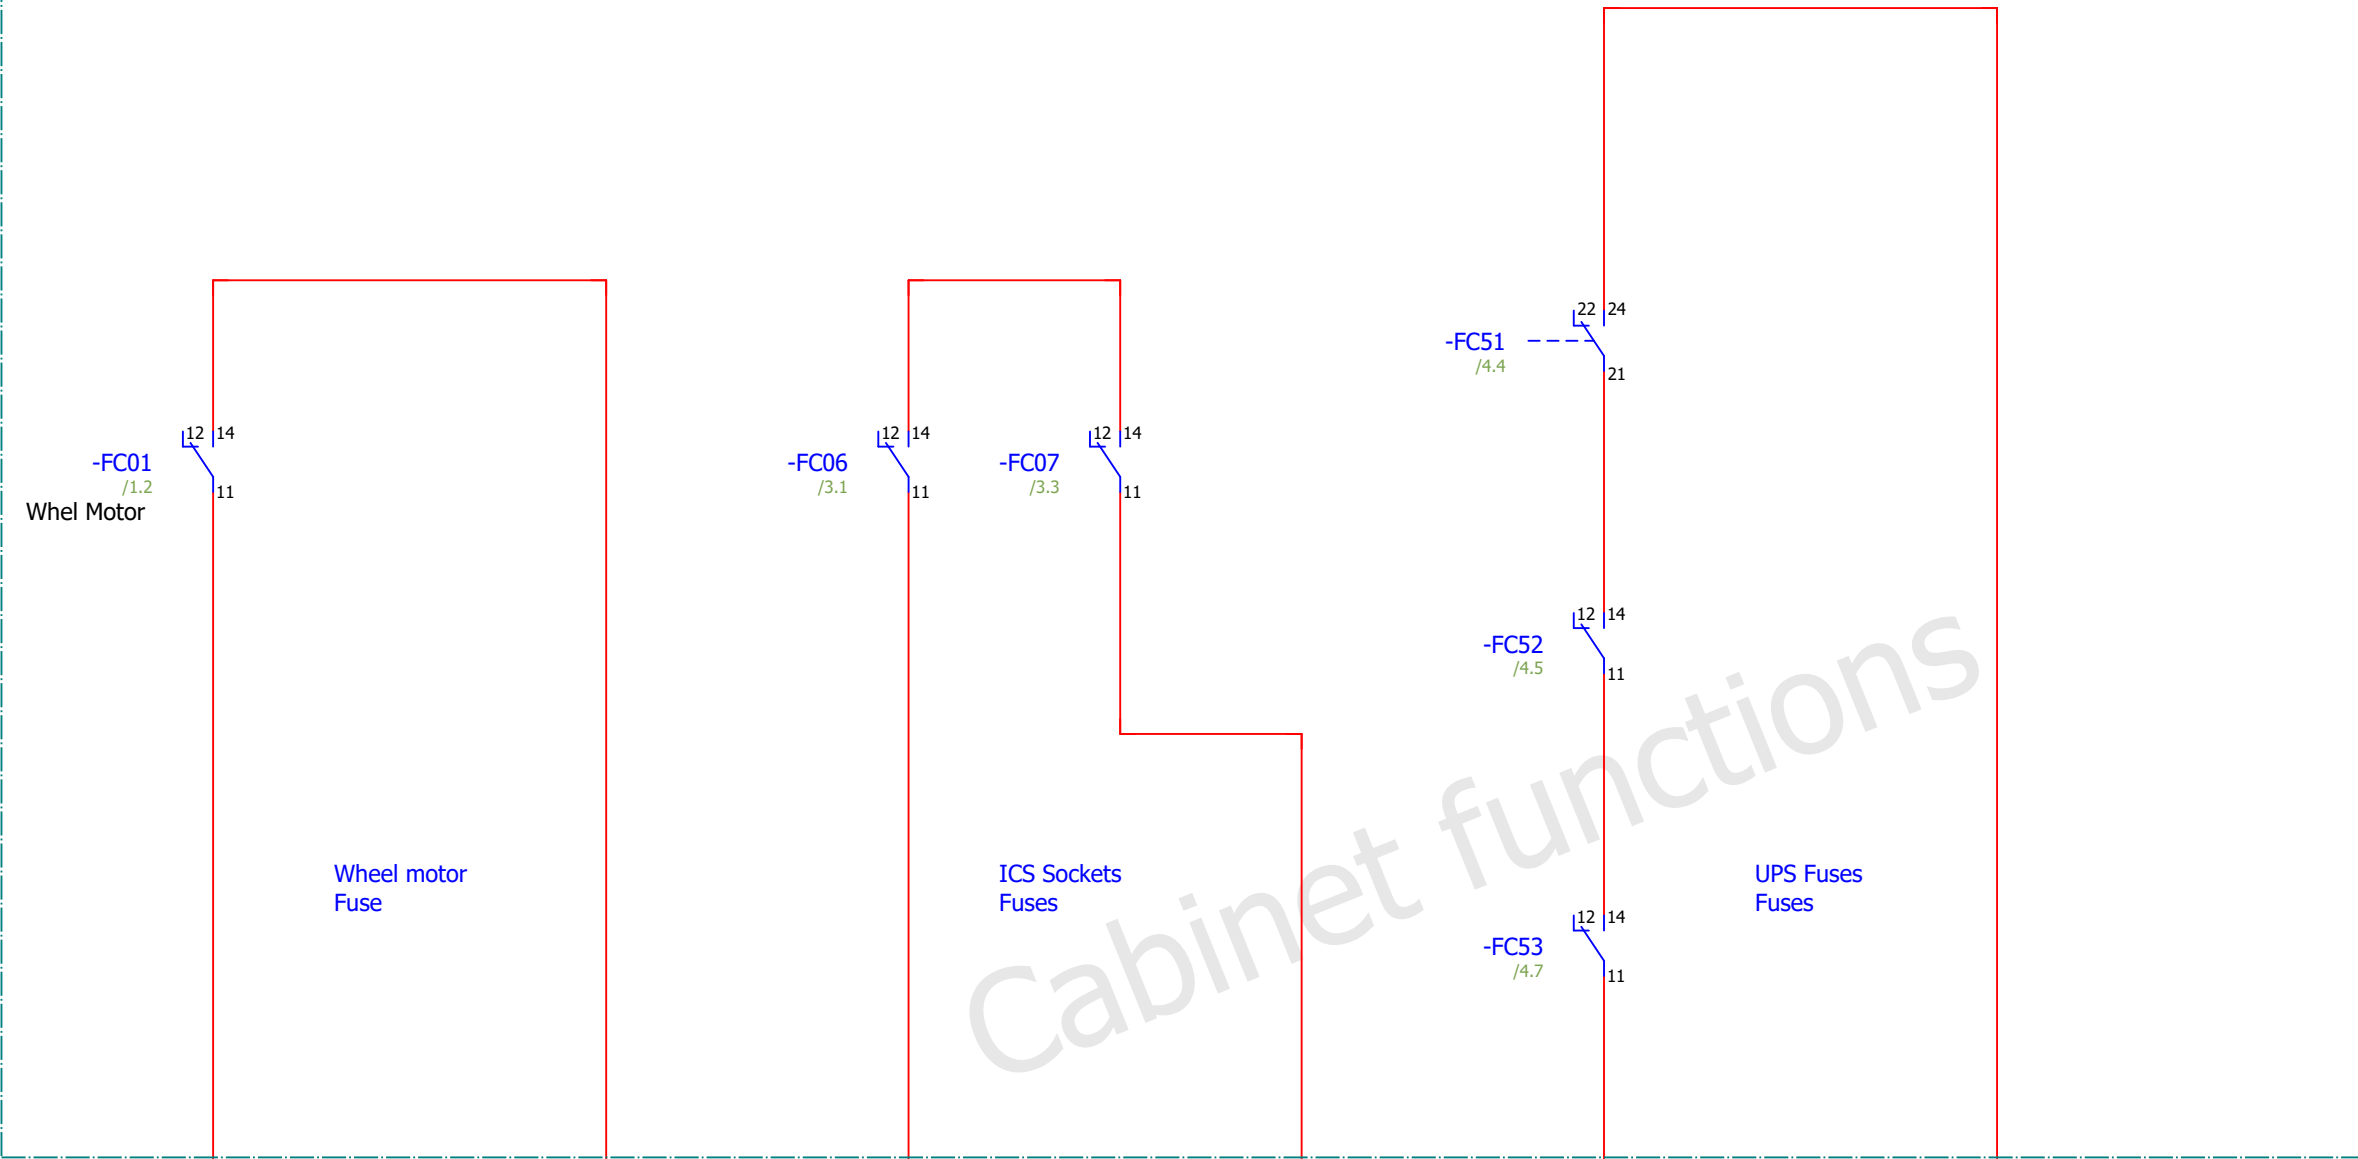 22 24
-FC51
/4.4
21
12 14
-FC01
/1.2
11
Whel Motor
12 14
-FC06
/3.1
11
12 14
-FC07
/3.3
11
12 14
-FC52
/4.5
11
Wheel motor
Fuse
ICS Sockets
Fuses
UPS Fuses
Fuses
12 14
-FC53
/4.7
11
Cabinet functions